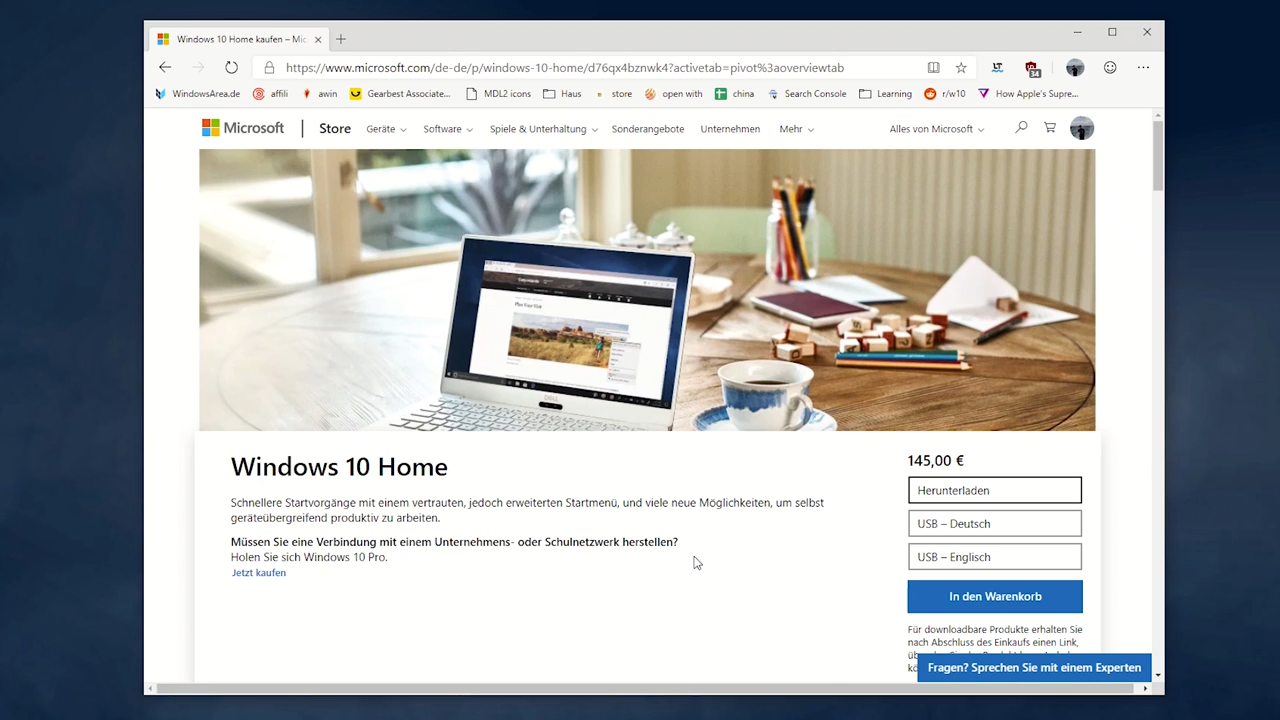 Windows 10 Home kaufen – Mic
https://www.microsoft.com/de-de/p/windows-10-home/d76qx4bznwk4?activetab=pivot%3aoverviewtab
34
WindowsArea.de
affili
awin
Gearbest Associate...
MDL2 icons
Haus
store
open with
china
Search Console
Learning
r/w10
How Apple's Supre...
Microsoft
Store
Geräte
Software
Spiele & Unterhaltung
Sonderangebote
Unternehmen
Mehr
Alles von Microsoft
DELL
Windows 10 Home
Schnellere Startvorgänge mit einem vertrauten, jedoch erweiterten Startmenü, und viele neue Möglichkeiten, um selbst
geräteübergreifend produktiv zu arbeiten.
Müssen Sie eine Verbindung mit einem Unternehmens- oder Schulnetzwerk herstellen?
Holen Sie sich Windows 10 Pro.
Jetzt kaufen
145,00 €
Herunterladen
USB – Deutsch
USB – Englisch
In den Warenkorb
Für downloadbare Produkte erhalten Sie
nach Abschluss des Einkaufs einen Link,
Fragen? Sprechen Sie mit einem Experten